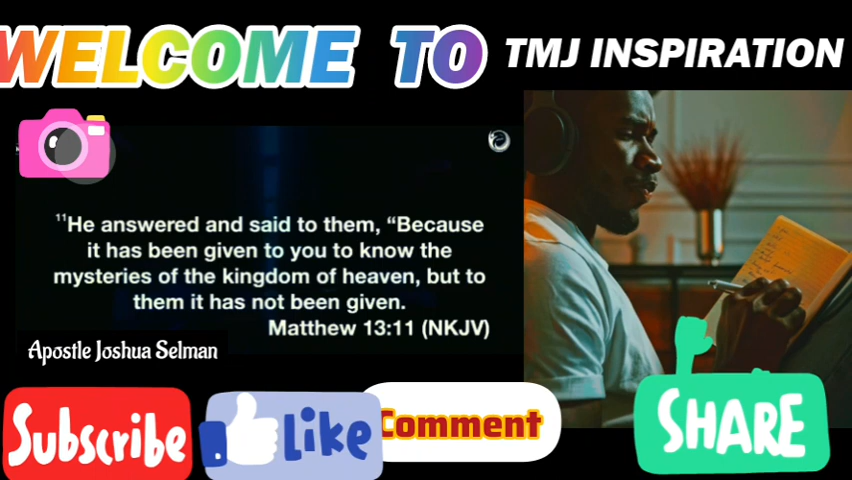 WELCOME TO TMJ INSPIRATION
11He answered and said to them, “Because
it has been given to you to know the
mysteries of the kingdom of heaven, but to
them it has not been given.
Matthew 13:11 (NKJV)
Apostle Joshua Selman
Subscribe Like Comment SHARE